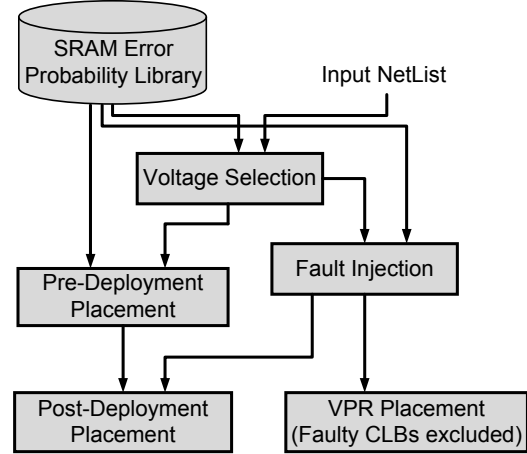 SRAM Error
Probability Library
Input NetList
Voltage Selection
Fault Injection
Pre-Deployment
Placement
Post-Deployment
Placement
VPR Placement
(Faulty CLBs excluded)